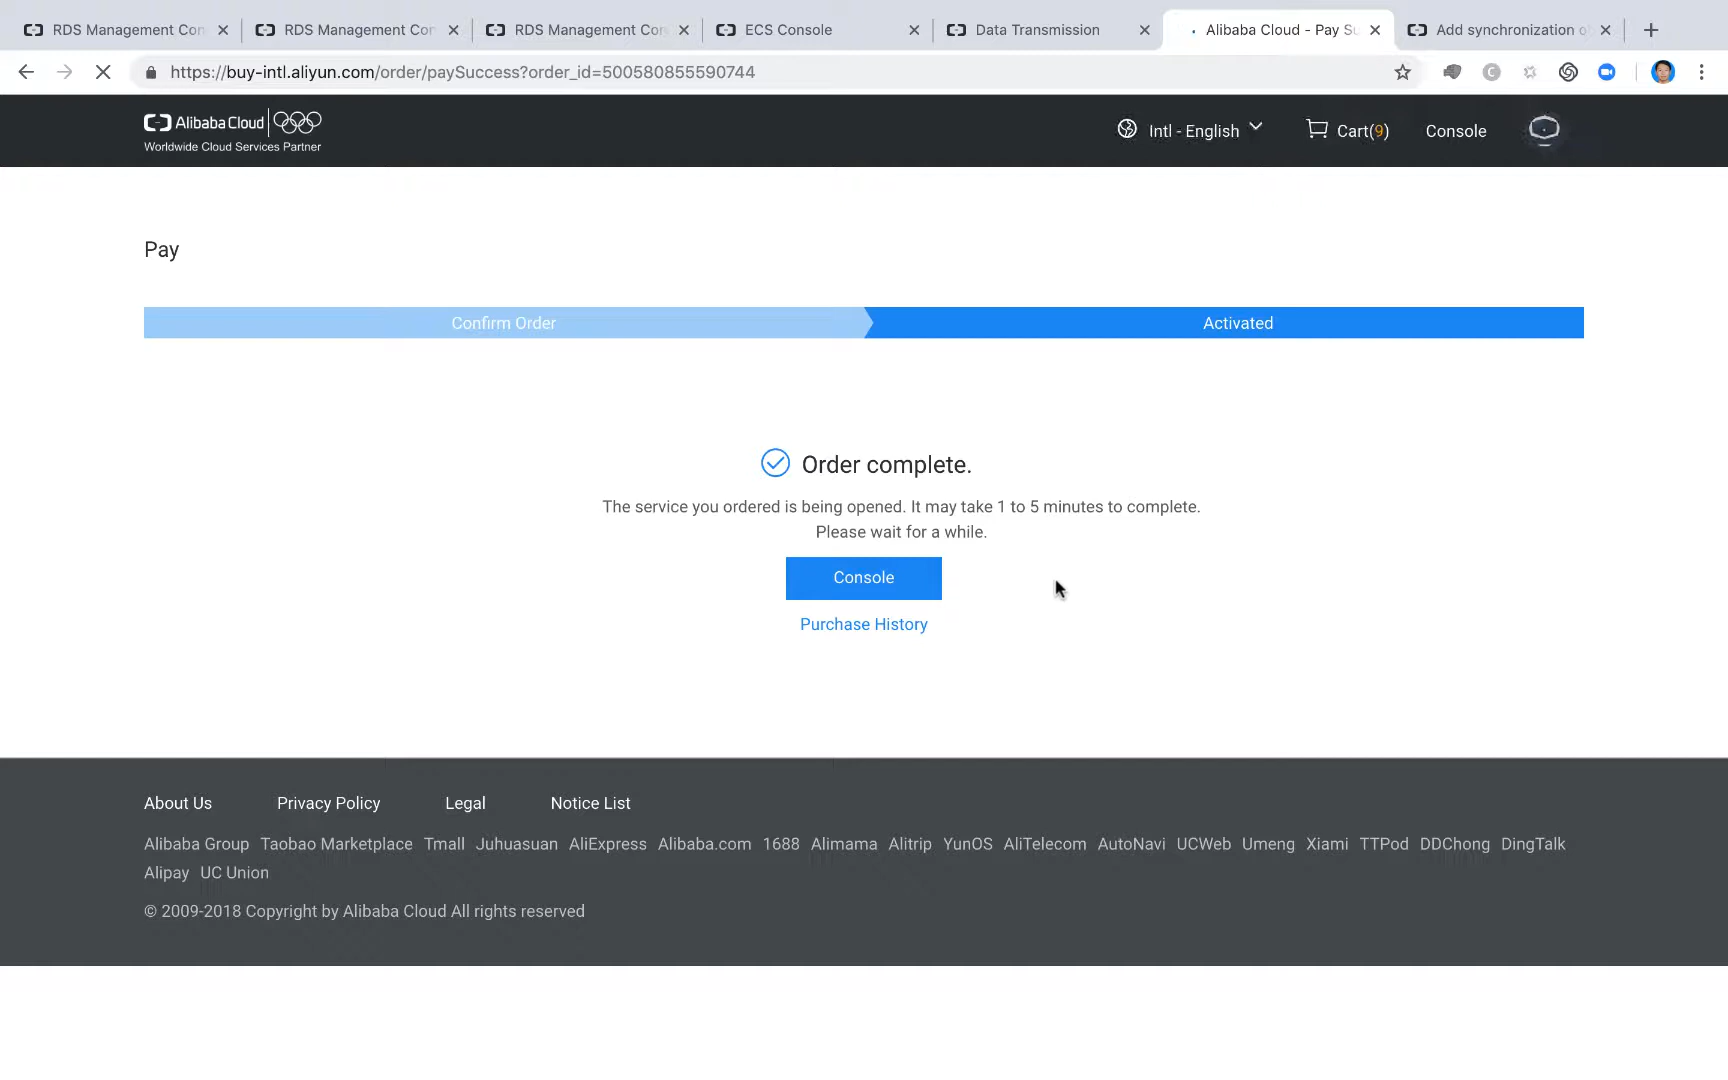 RDS Management Con
RDS Management Con
RDS Management Con
ECS Console
Data Transmission
Alibaba Cloud - Pay Su
Add synchronization ob
https://buy-intl.aliyun.com/order/paySuccess?order_id=500580855590744
Alibaba Cloud
Worldwide Cloud Services Partner
Intl - English
Cart(9)
Console
Pay
Confirm Order
Activated
Order complete.
The service you ordered is being opened. It may take 1 to 5 minutes to complete.
Please wait for a while.
Console
Purchase History
About Us
Privacy Policy
Legal
Notice List
Alibaba Group Taobao Marketplace Tmall Juhuasuan AliExpress Alibaba.com 1688 Alimama Alitrip YunOS AliTelecom AutoNavi UCWeb Umeng Xiami TTPod DDChong DingTalk
Alipay UC Union
© 2009-2018 Copyright by Alibaba Cloud All rights reserved